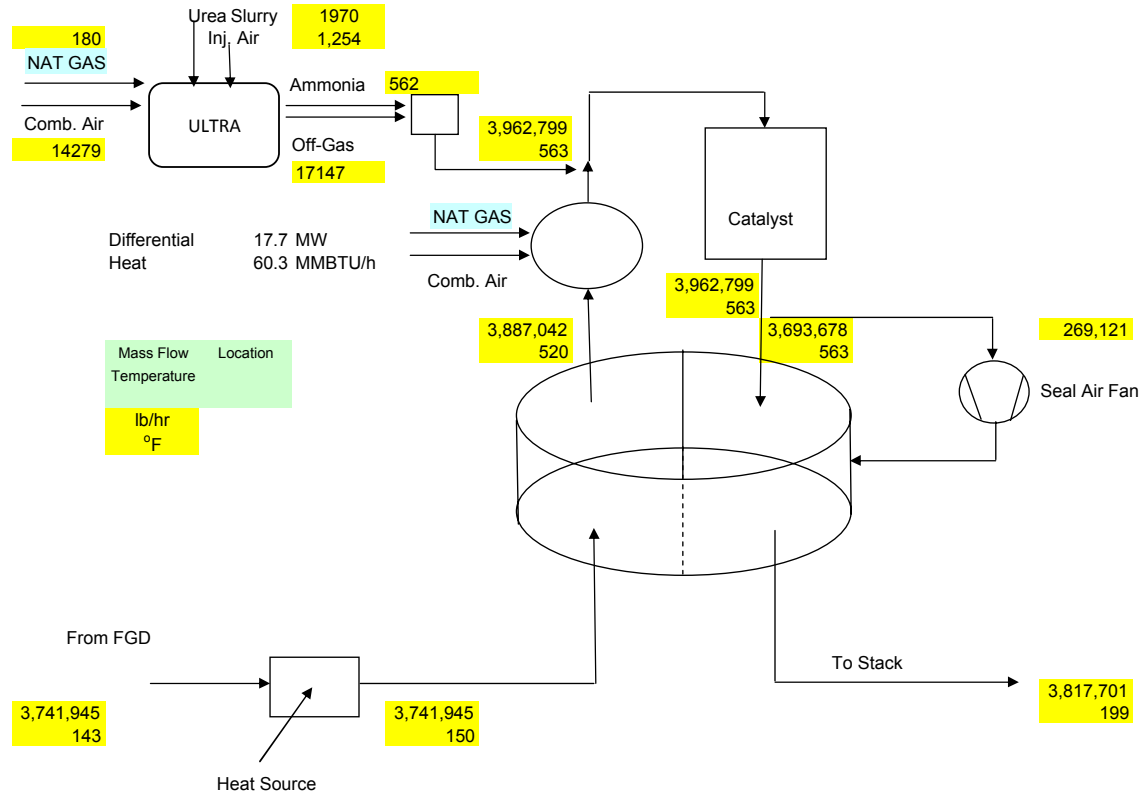 Urea Slurry 1970
Inj. Air 1,254
180
NAT GAS
Comb. Air
14279
ULTRA
Ammonia 562
Off-Gas
17147
3,962,799
563
Catalyst
NAT GAS
Comb. Air
Differential 17.7 MW
Heat 60.3 MMBTU/h
3,962,799
563
3,887,042
520
3,693,678
563
269,121
Seal Air Fan
Mass Flow Location
Temperature
lb/hr
°F
From FGD
3,741,945
143
Heat Source
3,741,945
150
To Stack
3,817,701
199